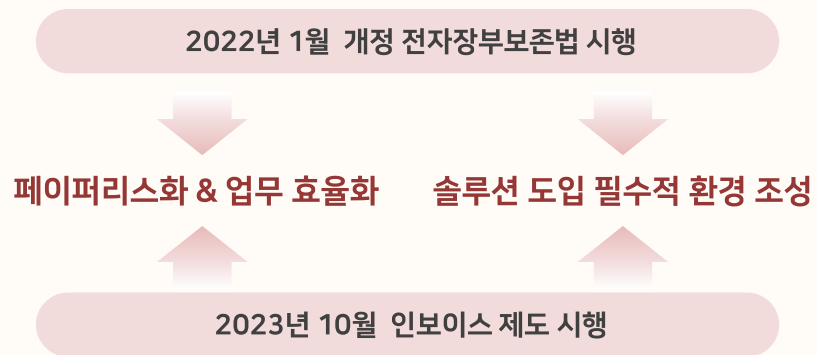 2022년 1월 개정 전자장부보존법 시행
페이퍼리스화 & 업무 효율화
솔루션 도입 필수적 환경 조성
2023년 10월 인보이스 제도 시행